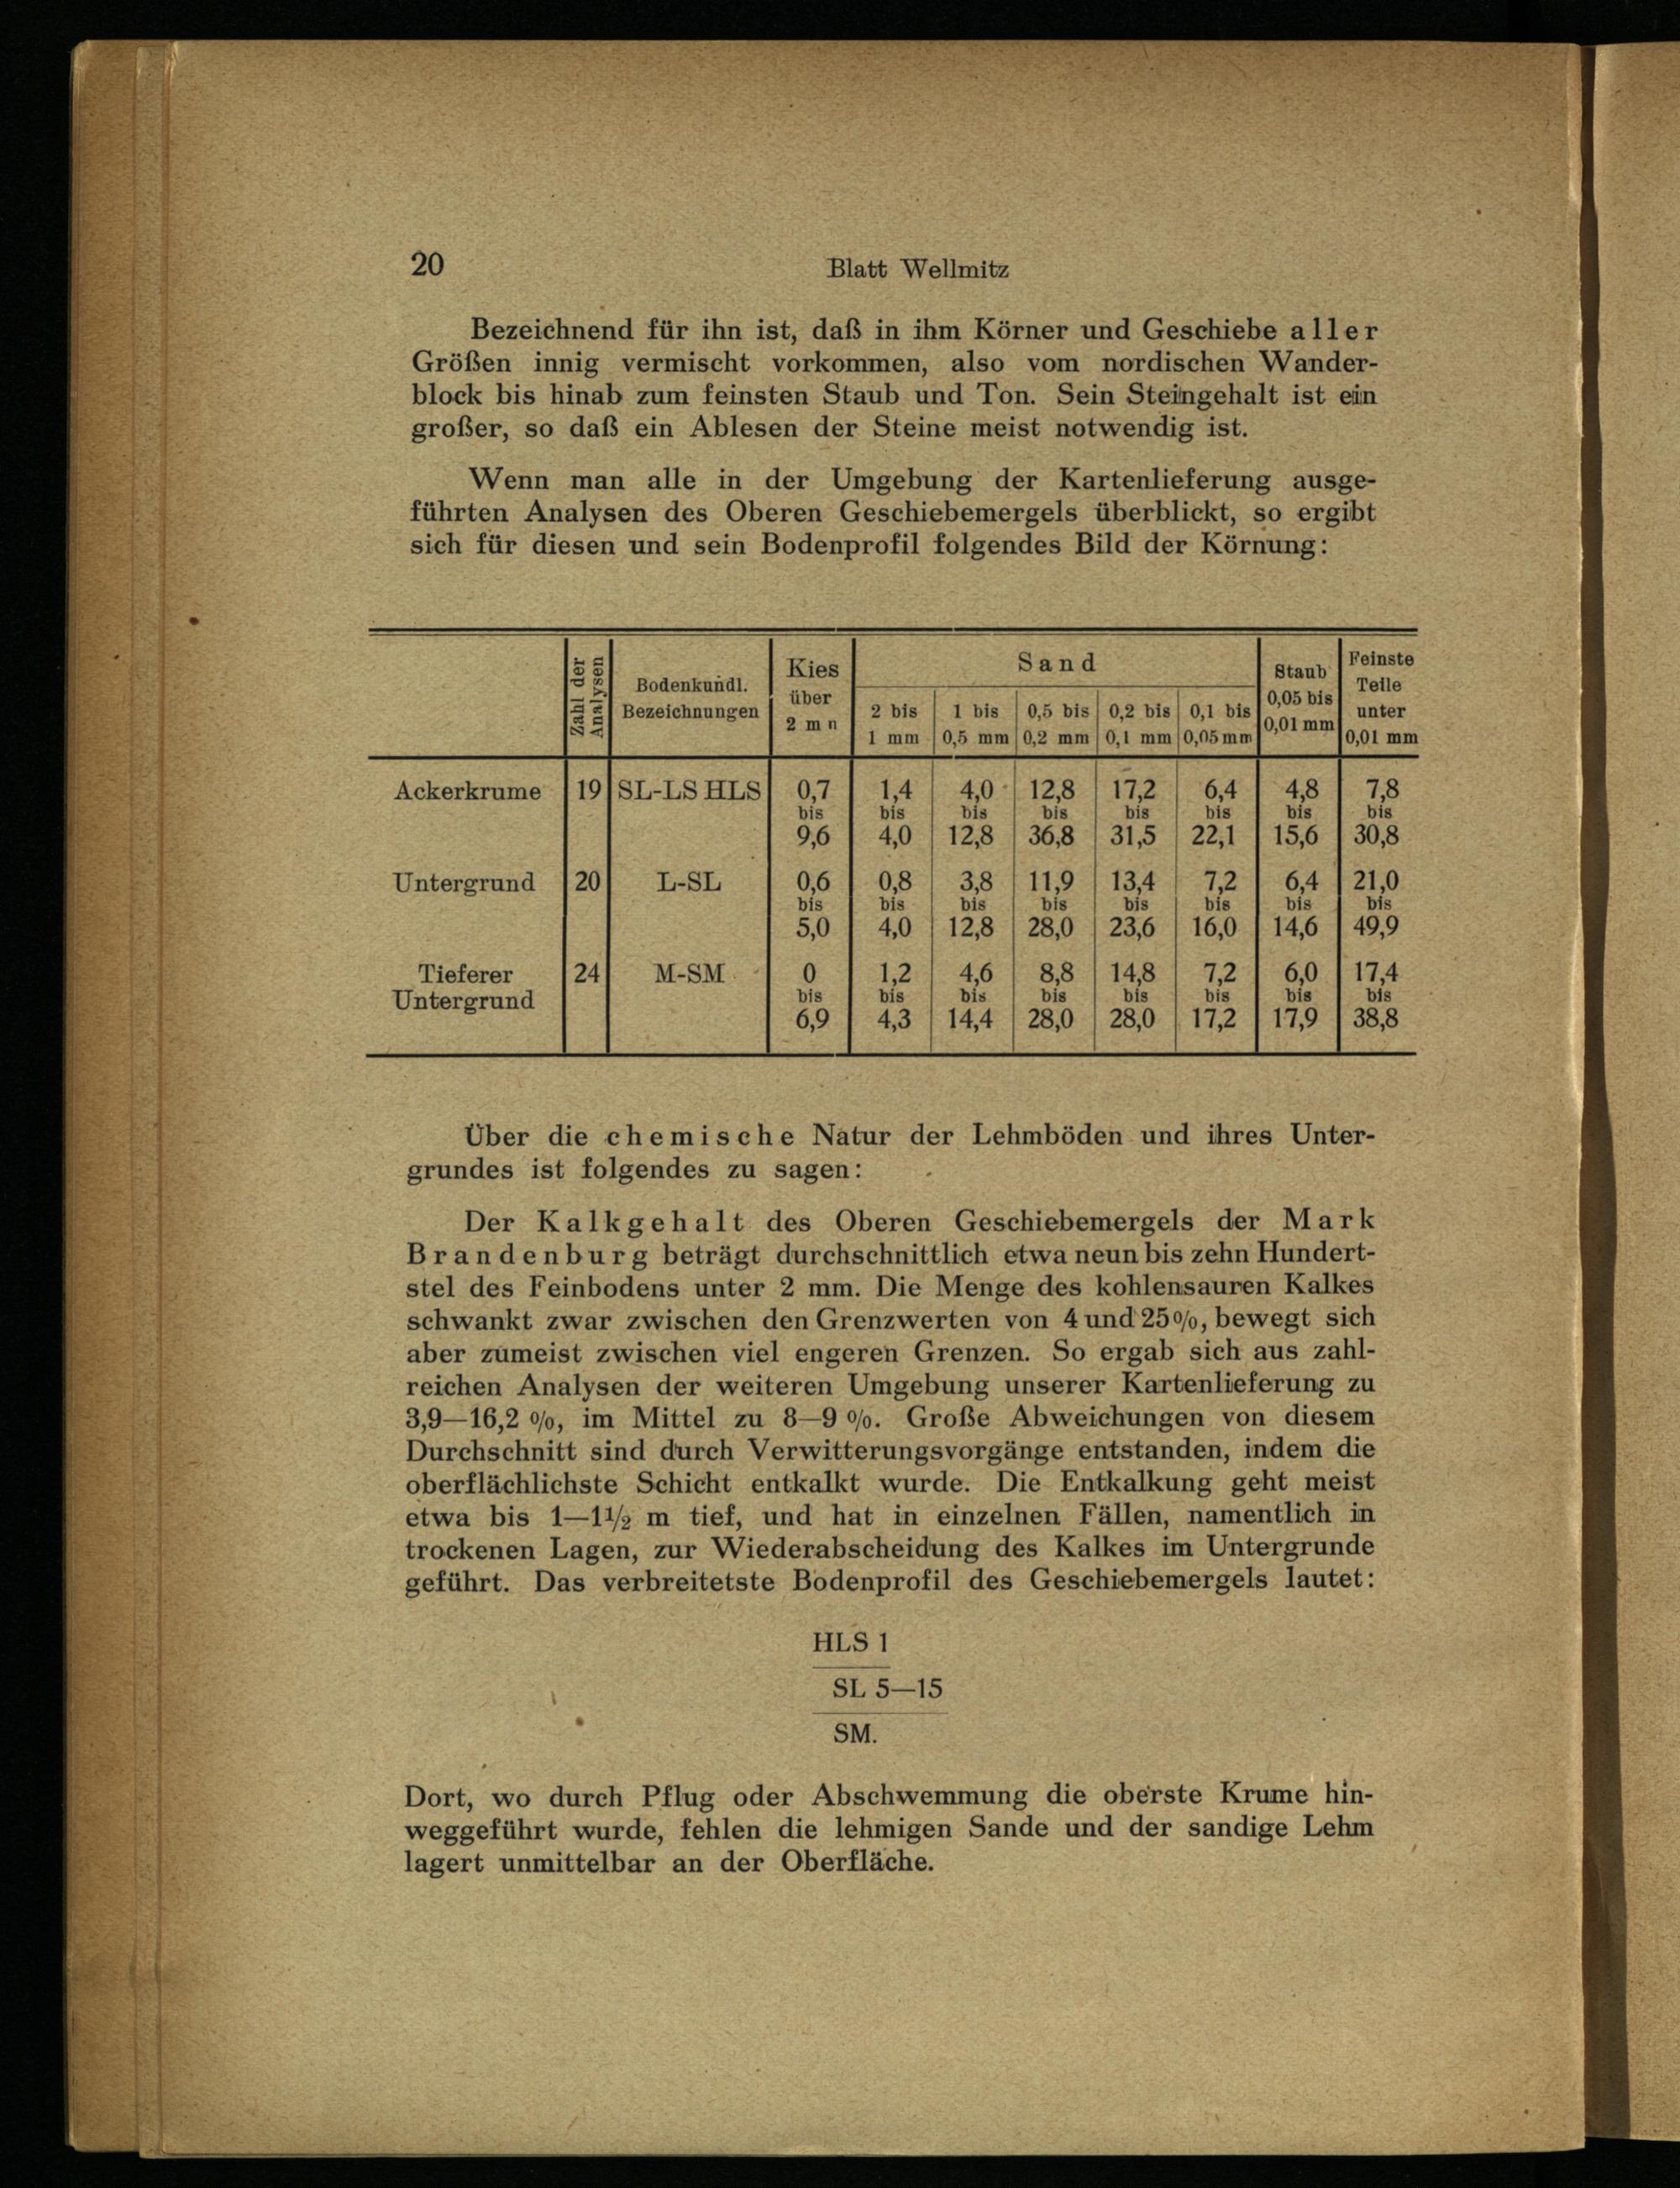 20
Blatt Wellmitz
Bezeichnend für ihn ist, daß in ihm Körner und Geschiebe aller
Größen innig vermischt vorkommen, also vom nordischen Wander-
block bis hinab zum feinsten Staub und Ton. Sein Steingehalt ist ein
großer, so daß ein Ablesen der Steine meist notwendig ist.
Wenn man alle in der Umgebung der Kartenlieferung ausge-
führten Analysen des Oberen Geschiebemergels überblickt, so ergibt
sich für diesen und sein Bodenprofil folgendes Bild der Körnung:
Zahl der
Analysen
Bodenkundl.
Bezeichnungen
Kies
über
2 m n
Sand
2 bis 1 bis 0,5 bis 0,2 bis 0,1 bis
1 mm 0,5 mm 0,2 mm 0,1 mm 0,05 mm
Staub
0,05 bis
0,01 mm
Feinste
Teile
unter
0,01 mm
Ackerkrume 19 SL-LS HLS 0,7 1,4 4,0 12,8 17,2 6,4 4,8 7,8
bis bis bis bis bis bis bis bis
9,6 4,0 12,8 36,8 31,5 22,1 15,6 30,8
Untergrund 20 L-SL 0,6 0,8 3,8 11,9 13,4 7,2 6,4 21,0
bis bis bis bis bis bis bis bis
5,0 4,0 12,8 28,0 23,6 16,0 14,6 49,9
Tieferer 24 M-SM 0 1,2 4,6 8,8 14,8 7,2 6,0 17,4
Untergrund bis bis bis bis bis bis bis bis
6,9 4,3 14,4 28,0 28,0 17,2 17,9 38,8
Über die chemische Natur der Lehmböden und ihres Unter-
grundes ist folgendes zu sagen:
Der Kalkgehalt des Oberen Geschiebemergels der Mark
Brandenburg beträgt durchschnittlich etwa neun bis zehn Hundert-
stel des Feinbodens unter 2 mm. Die Menge des kohlensauren Kalkes
schwankt zwar zwischen den Grenzwerten von 4 und 25%, bewegt sich
aber zumeist zwischen viel engeren Grenzen. So ergab sich aus zahl-
reichen Analysen der weiteren Umgebung unserer Kartenlieferung zu
3,9—16,2 %, im Mittel zu 8—9 %. Große Abweichungen von diesem
Durchschnitt sind durch Verwitterungsvorgänge entstanden, indem die
oberflächlichste Schicht entkalkt wurde. Die Entkalkung geht meist
etwa bis 1—1½ m tief, und hat in einzelnen Fällen, namentlich in
trockenen Lagen, zur Wiederabscheidung des Kalkes im Untergrunde
geführt. Das verbreitetste Bodenprofil des Geschiebemergels lautet:
HLS 1
SL 5—15
SM.
Dort, wo durch Pflug oder Abschwemmung die oberste Krume hin-
weggeführt wurde, fehlen die lehmigen Sande und der sandige Lehm
lagert unmittelbar an der Oberfläche.